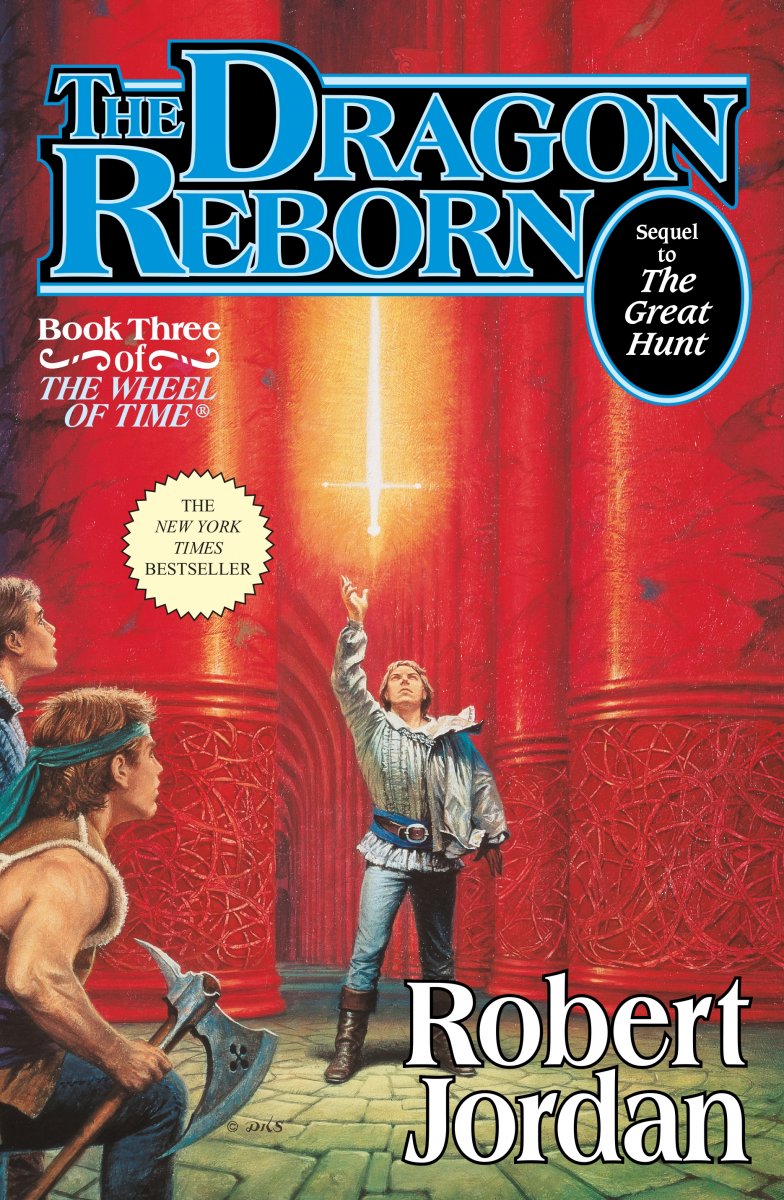 THE DRAGON
REBORN
Sequel
to
The
Great
Hunt
Book Three
of
THE WHEEL
OF TIME®
THE
NEW YORK
TIMES
BESTSELLER
© DKS
Robert
Jordan